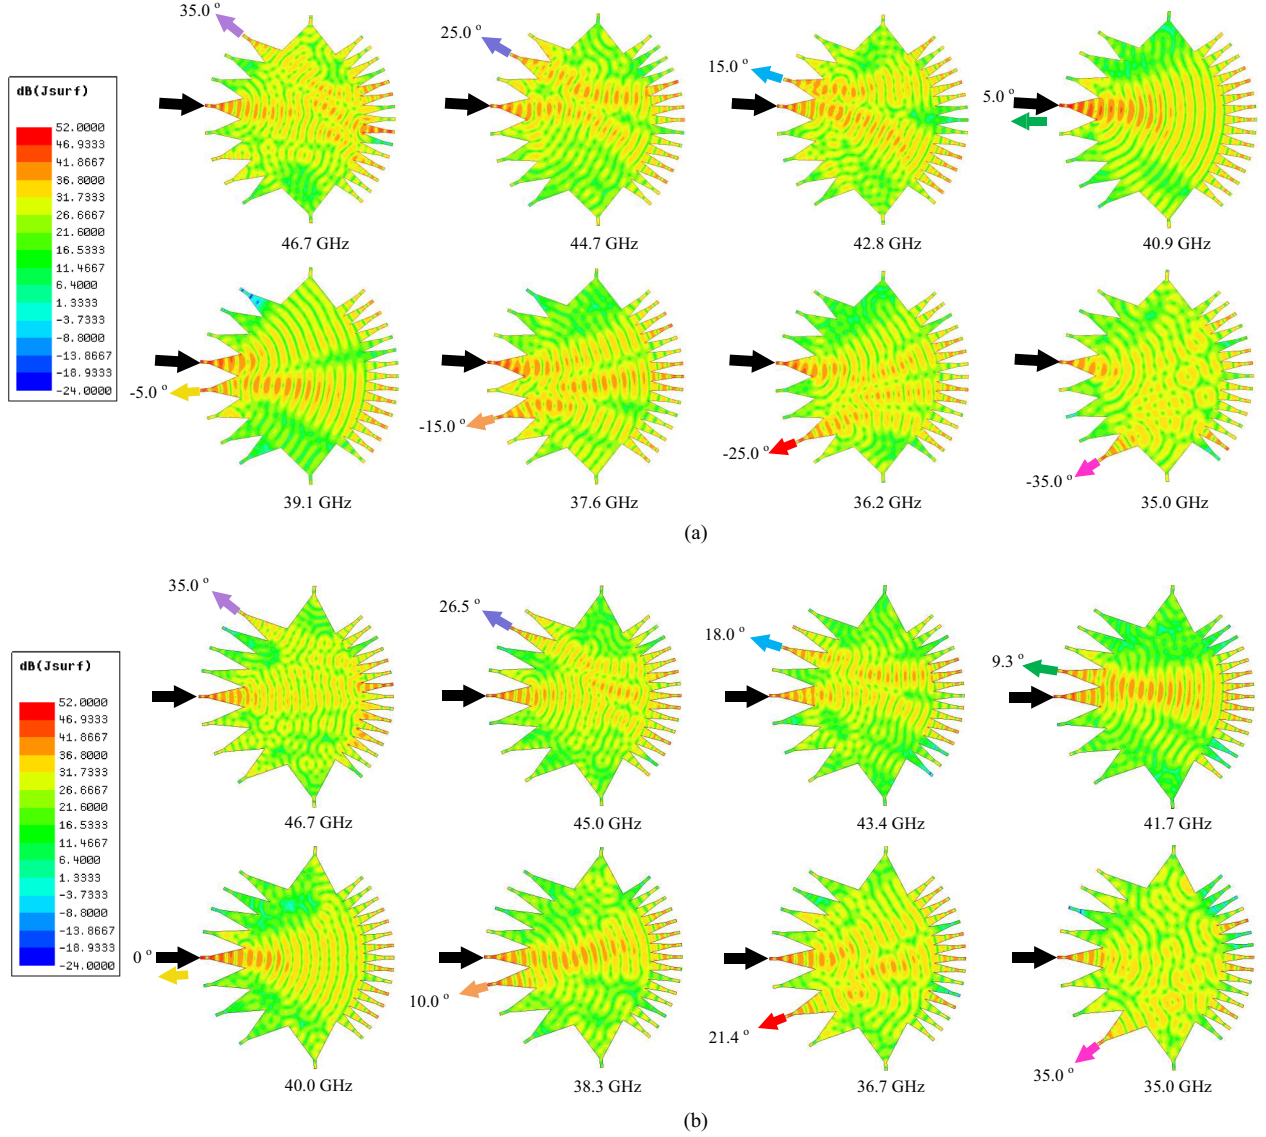 35.0 °
25.0 °
15.0 °
5.0 °
dB(Jsurf)
52.0000
46.9333
41.8667
36.8000
31.7333
26.6667
21.6000
16.5333
11.4667
6.4000
1.3333
-3.7333
-8.8000
-13.8667
-18.9333
-24.0000
46.7 GHz
44.7 GHz
42.8 GHz
40.9 GHz
-5.0 °
-15.0 °
-25.0 °
-35.0 °
39.1 GHz
37.6 GHz
36.2 GHz
35.0 GHz
(a)
35.0 °
26.5 °
18.0 °
9.3 °
dB(Jsurf)
52.0000
46.9333
41.8667
36.8000
31.7333
26.6667
21.6000
16.5333
11.4667
6.4000
1.3333
-3.7333
-8.8000
-13.8667
-18.9333
-24.0000
46.7 GHz
45.0 GHz
43.4 GHz
41.7 GHz
0 °
10.0 °
21.4 °
35.0 °
40.0 GHz
38.3 GHz
36.7 GHz
35.0 GHz
(b)